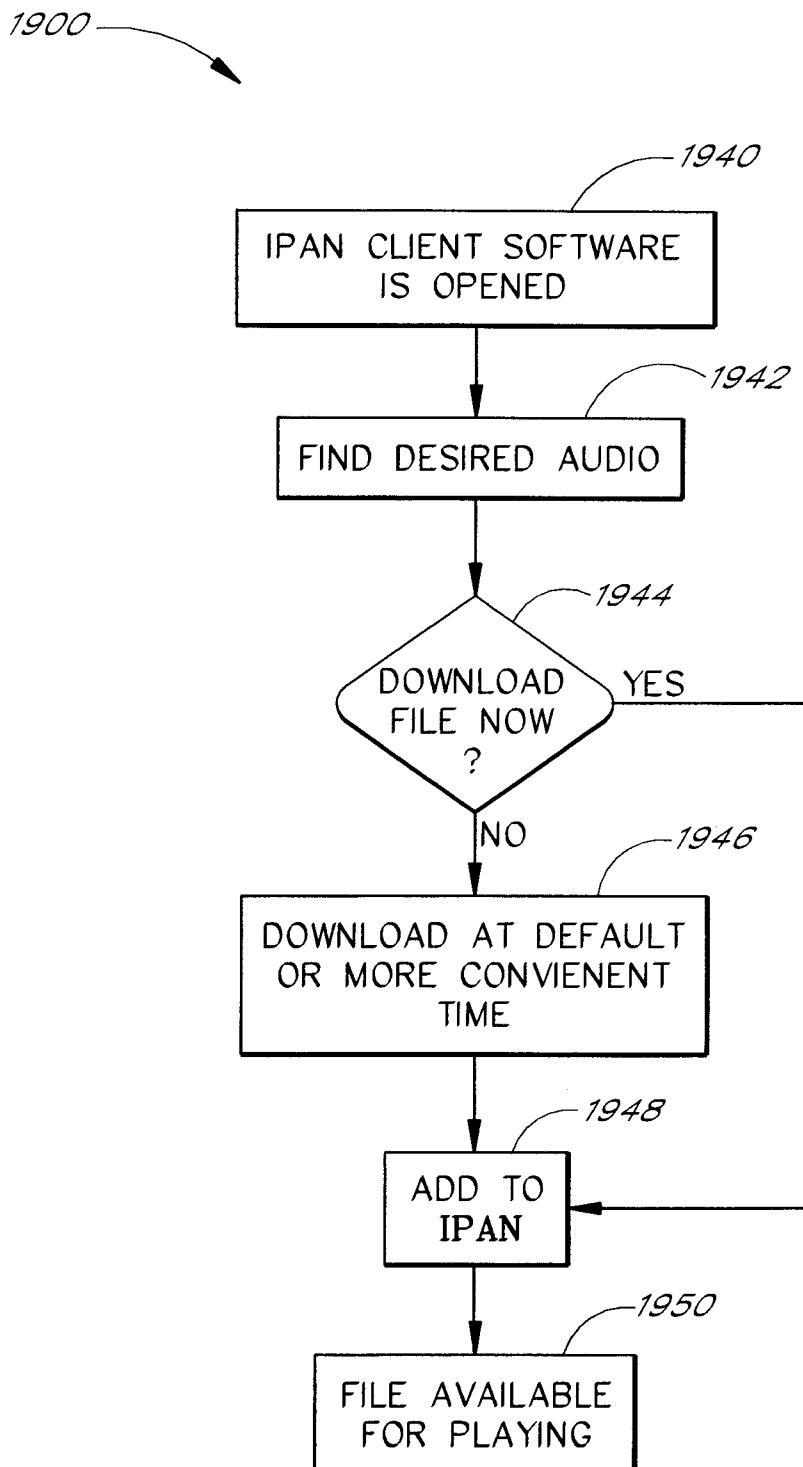 1900
1940
IPAN CLIENT SOFTWARE
IS OPENED
1942
FIND DESIRED AUDIO
1944
DOWNLOAD
FILE NOW
?
YES
NO
1946
DOWNLOAD AT DEFAULT
OR MORE CONVIENENT
TIME
1948
ADD TO
IPAN
1950
FILE AVAILABLE
FOR PLAYING